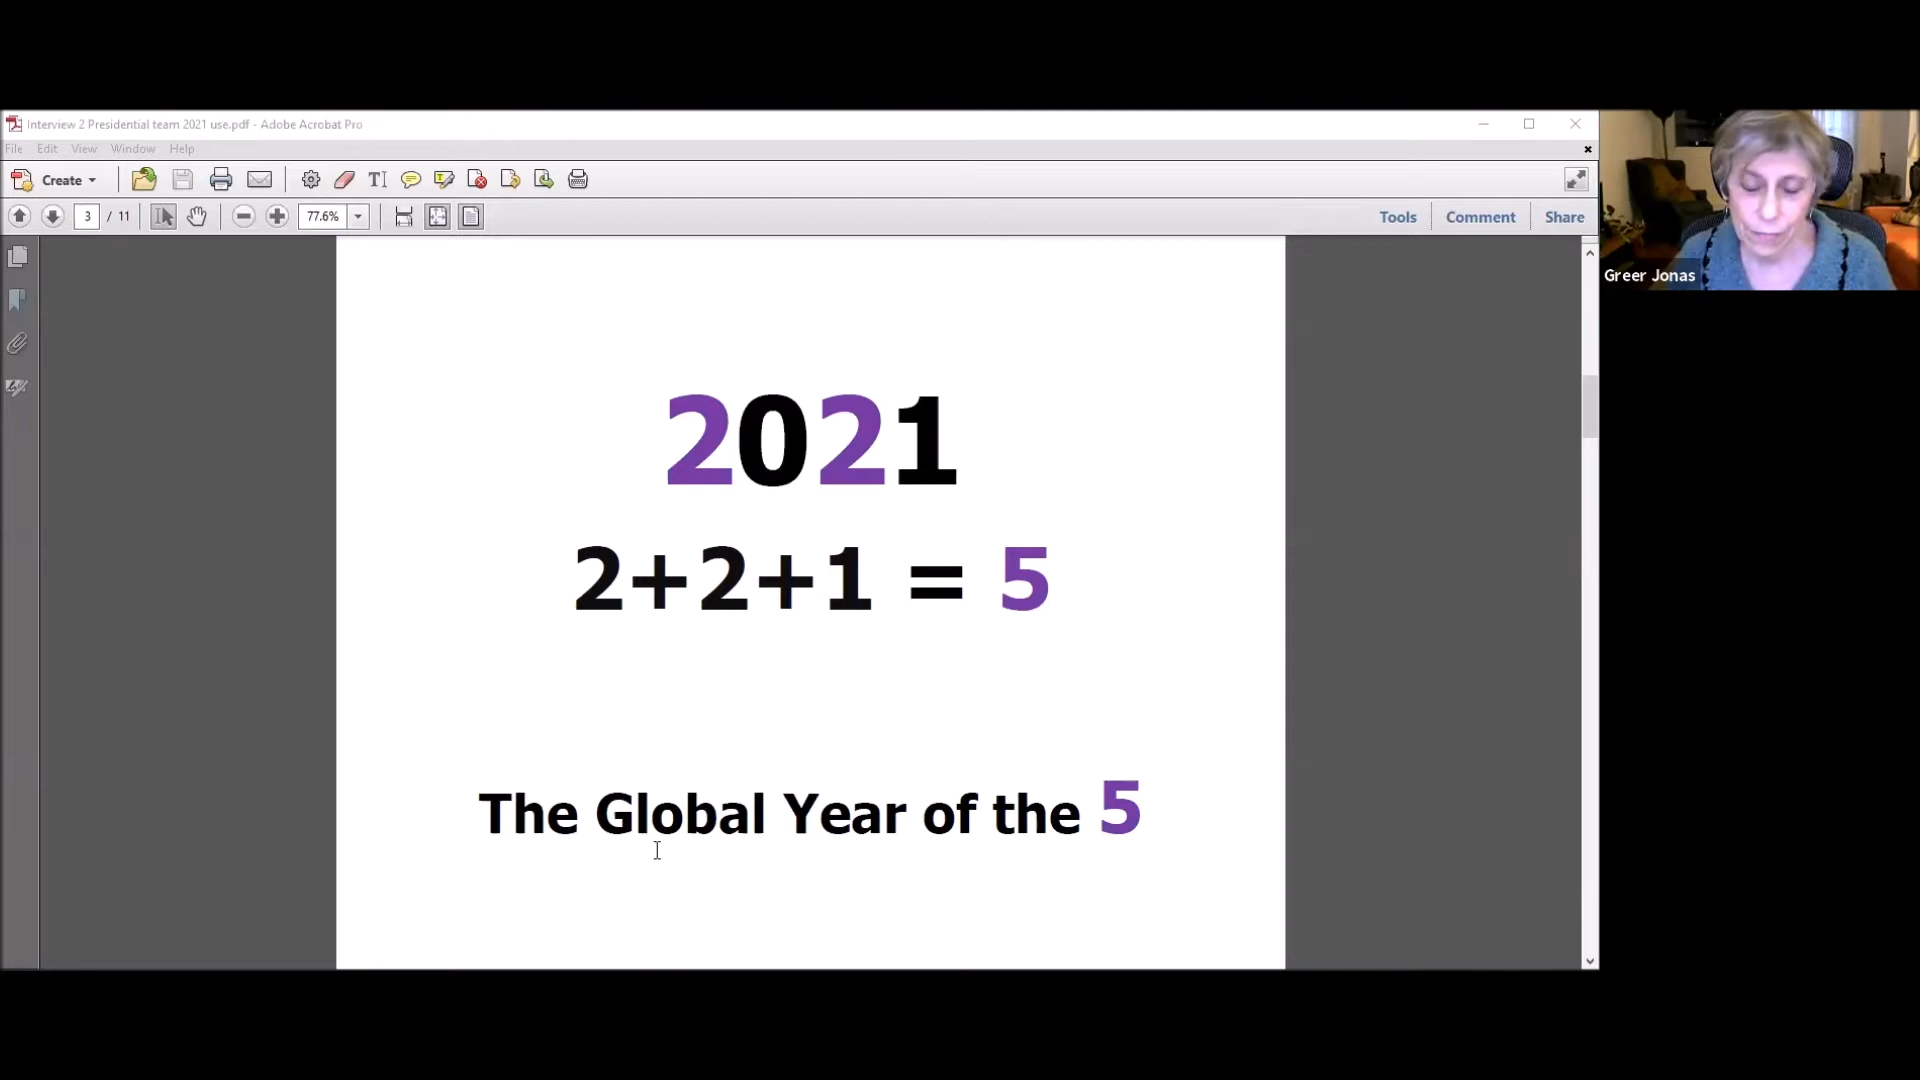 Interview 2 Presidential team 2021 use.pdf - Adobe Acrobat Pro
File Edit View Window Help
Create
3 / 11
77.6%
Tools Comment Share
Greer Jonas
2021
2+2+1 = 5
The Global Year of the 5